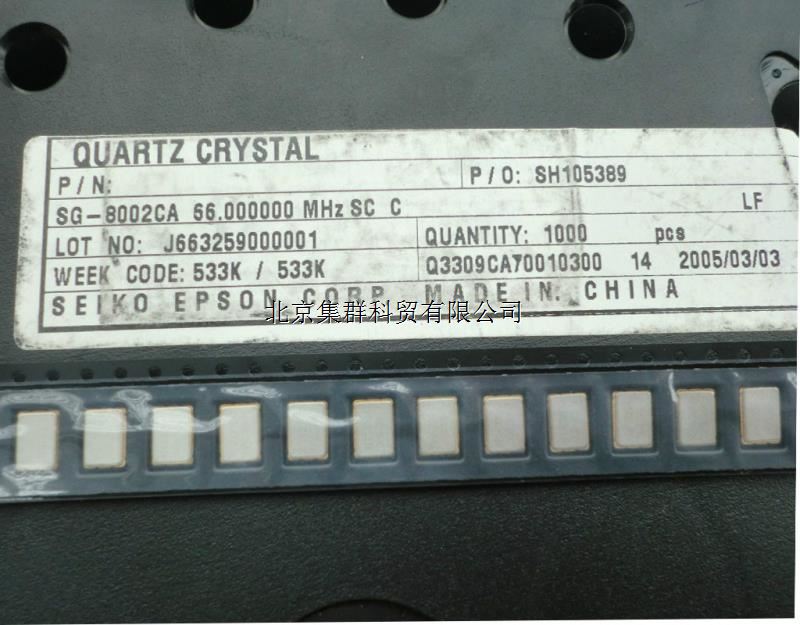 QUARTZ CRYSTAL
P/N:
P/O: SH105389
SG-8002CA 66.000000 MHz SC C
LF
LOT NO: J663259000001
QUANTITY: 1000 pcs
WEEK CODE: 533K / 533K
Q3309CA70010300 14 2005/03/03
SEIKO EPSON CORP MADE IN: CHINA
北京集群科贸有限公司